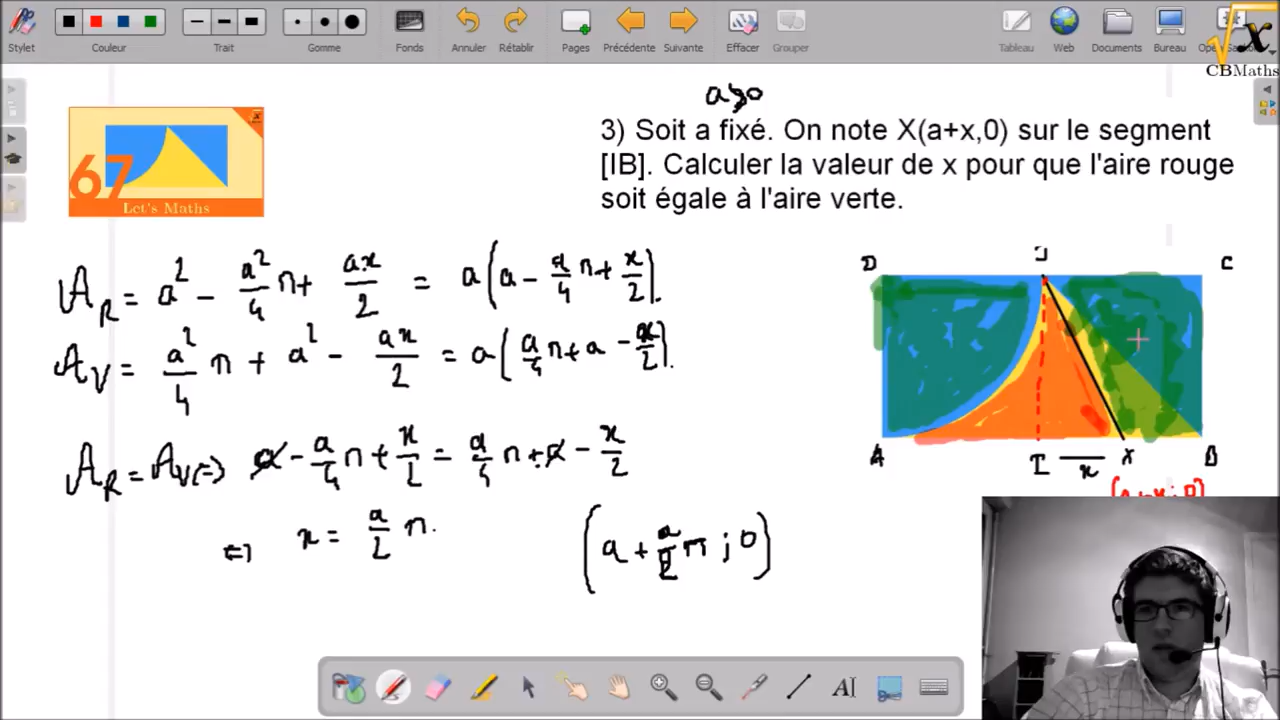 Stylet Couleur Trait Gomme Fonds Annuler Rétablir Pages Précédente Suivante Effacer Grouper Tableau Web Documents Bureau
√x
CBMaths
67
Let's Maths
a>0
3) Soit a fixé. On note X(a+x,0) sur le segment
[IB]. Calculer la valeur de x pour que l'aire rouge
soit égale à l'aire verte.
A_R = a² - a²/4 π + ax/2 = a(a - a/4 π + x/2).
A_V = a²/4 π + a² - ax/2 = a(a/4 π + a - x/2).
A_R = A_V ⇔ a - a/4 π + x/2 = a/4 π + a - x/2
⇔ x = a/2 π.
(a + a/2 π ; 0)
D J C
A I X B
x
AI